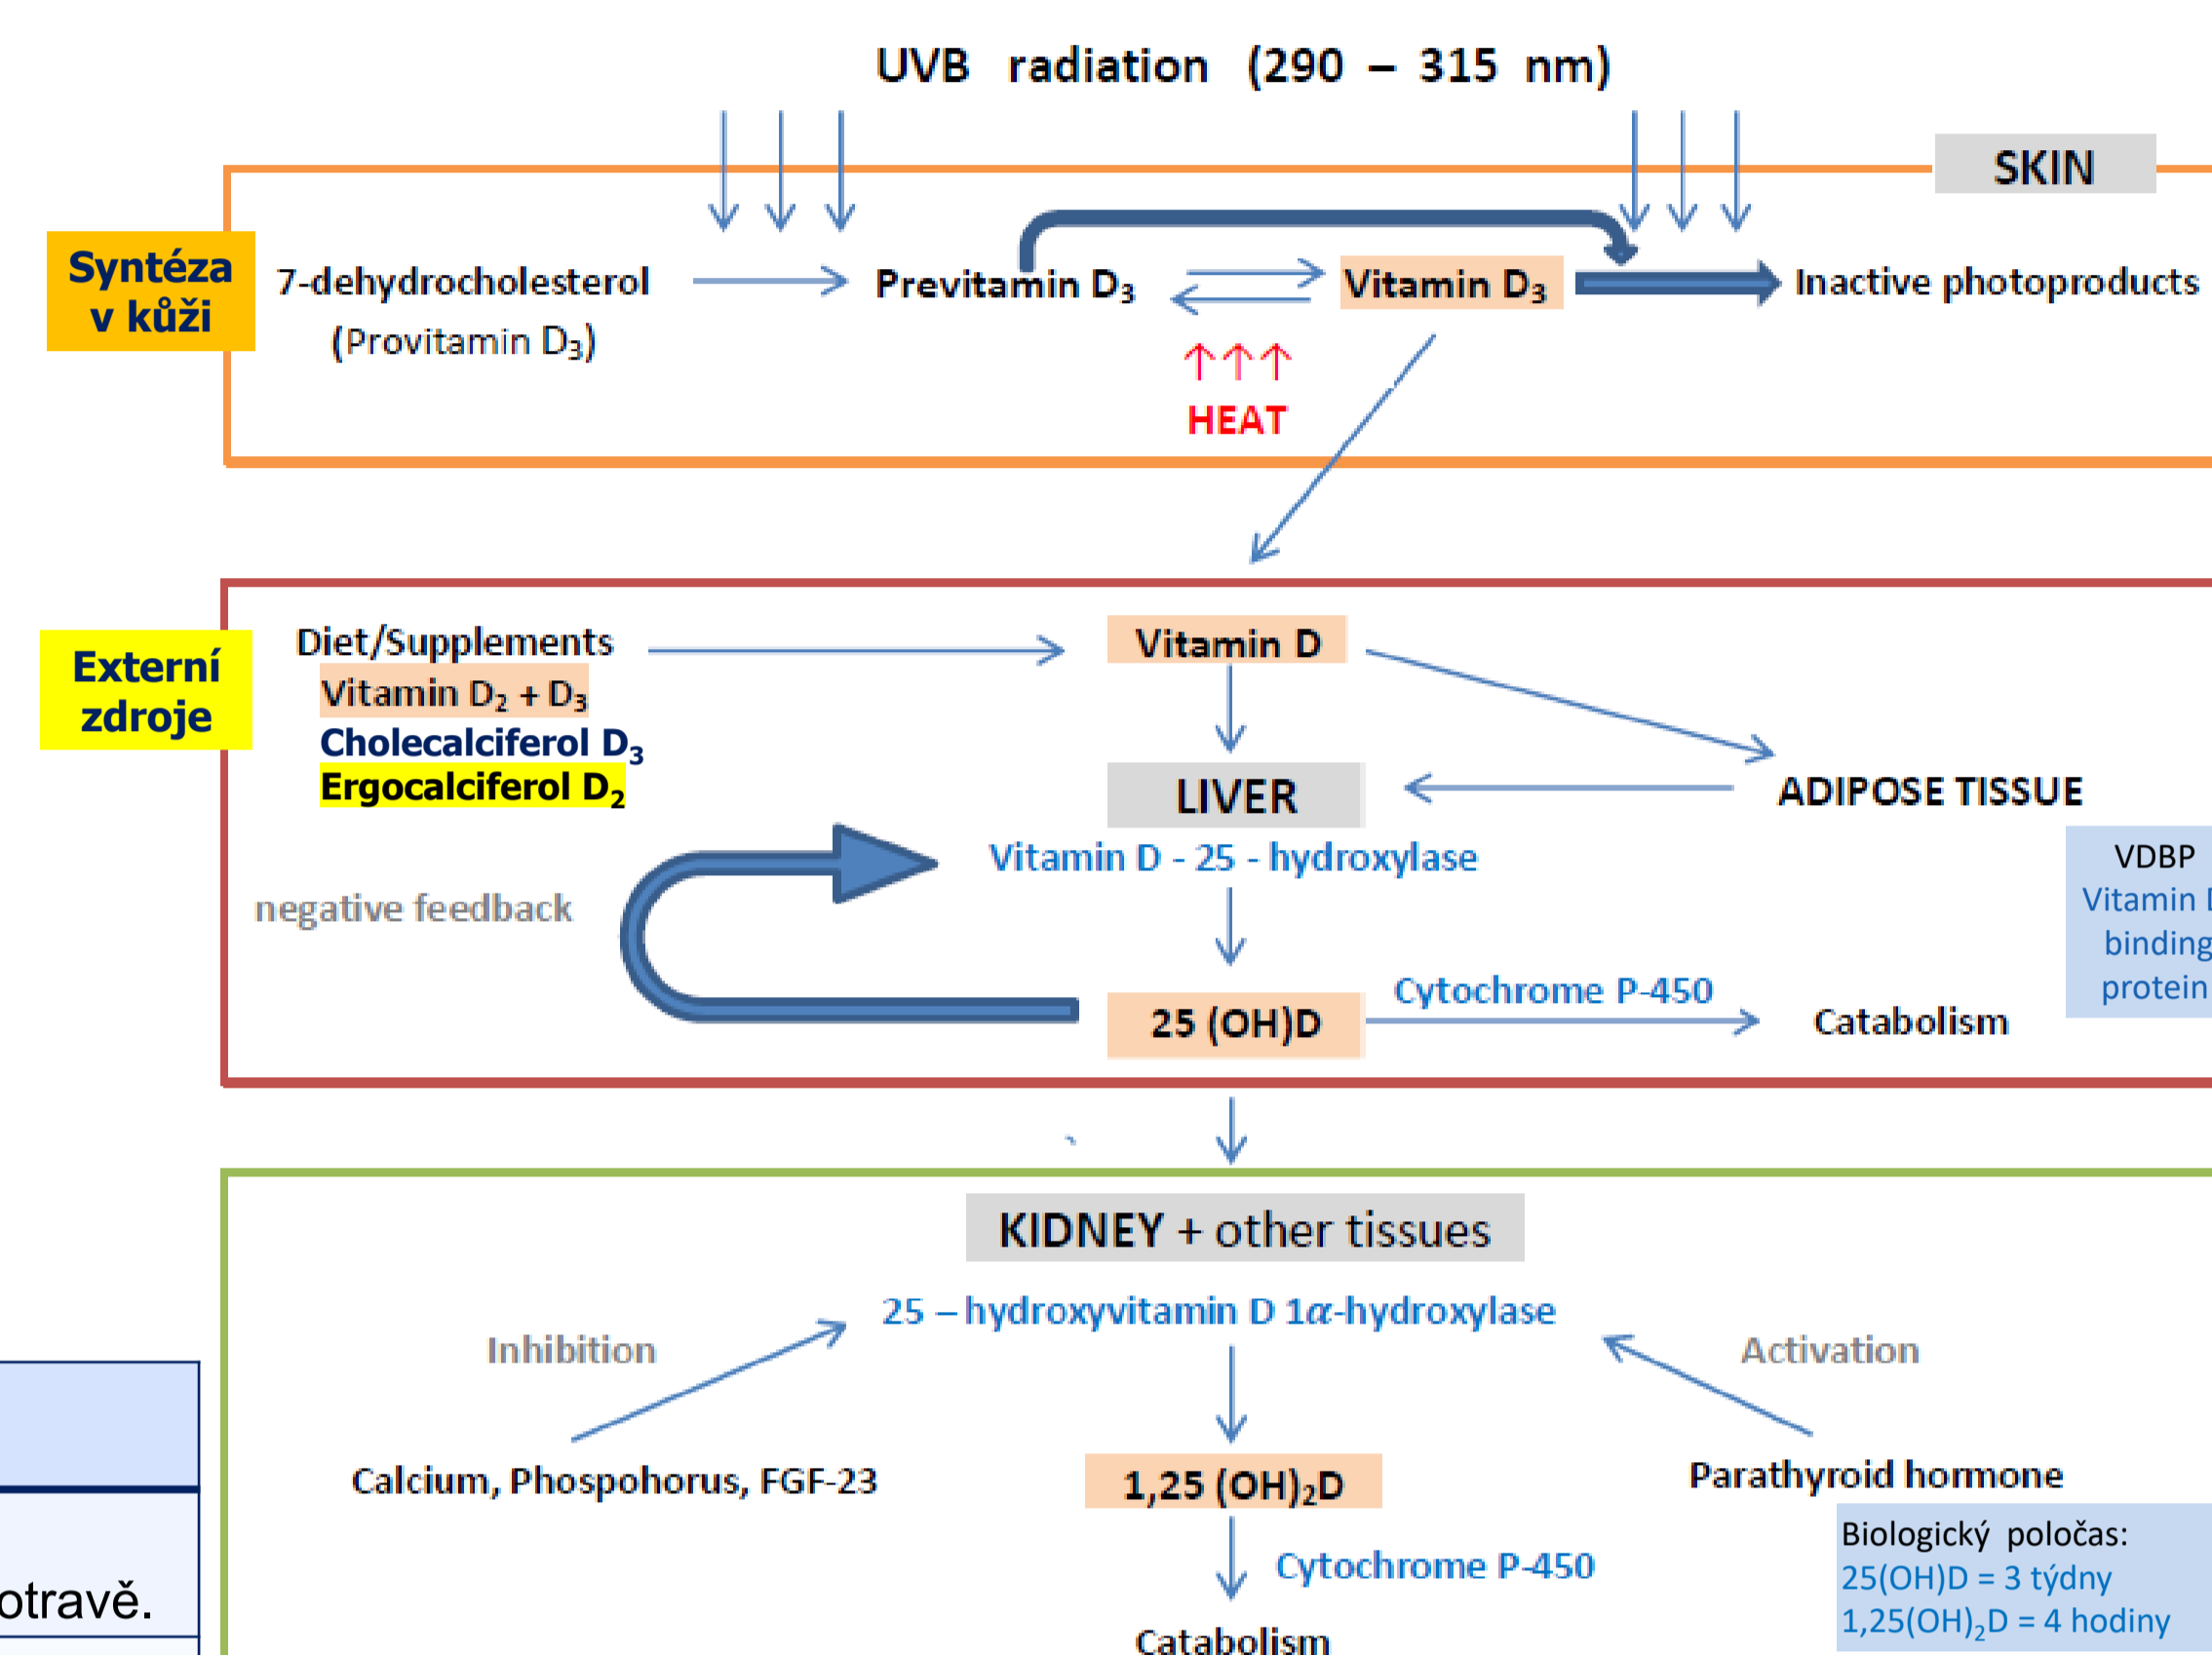 UVB radiation (290 – 315 nm)
SKIN
Syntéza
v kůži
7-dehydrocholesterol
(Provitamin D₃)
Previtamin D₃
Vitamin D₃
Inactive photoproducts
↑↑↑
HEAT
Externí
zdroje
Diet/Supplements
Vitamin D₂ + D₃
Cholecalciferol D₃
Ergocalciferol D₂
Vitamin D
LIVER
ADIPOSE TISSUE
Vitamin D - 25 - hydroxylase
negative feedback
VDBP
Vitamin
binding
protein
25 (OH)D
Cytochrome P-450
Catabolism
KIDNEY + other tissues
25 – hydroxyvitamin D 1α-hydroxylase
Inhibition
Activation
Calcium, Phospohorus, FGF-23
1,25 (OH)₂D
Parathyroid hormone
Cytochrome P-450
Catabolism
Biologický poločas:
25(OH)D = 3 týdny
1,25(OH)₂D = 4 hodiny
otravě.